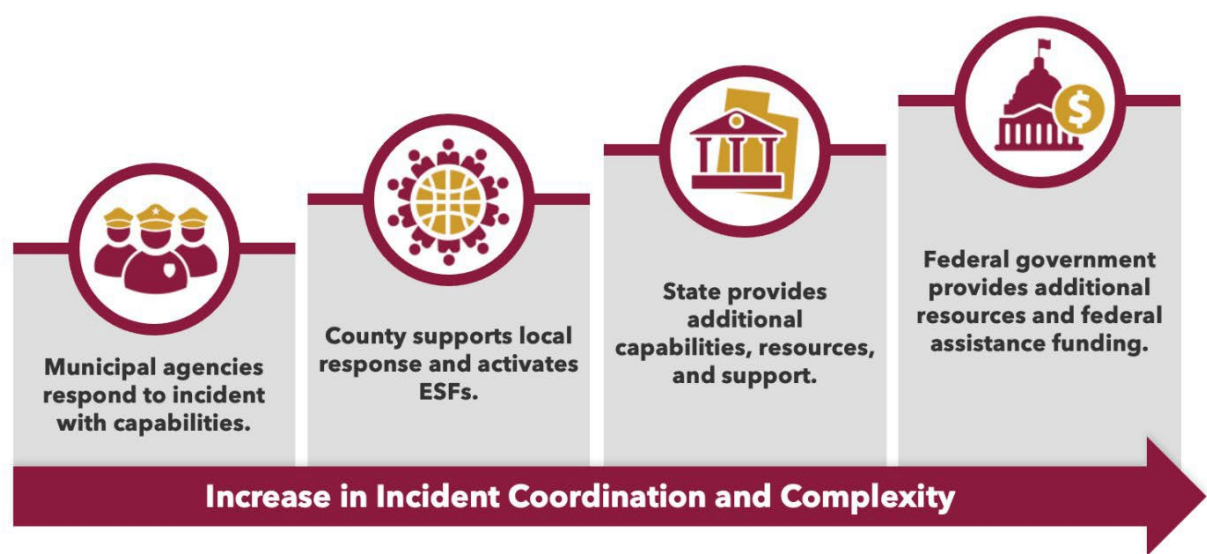 Municipal agencies
respond to incident
with capabilities.
County supports local
response and activates
ESFs.
State provides
additional
capabilities, resources,
and support.
$
Federal government
provides additional
resources and federal
assistance funding.
Increase in Incident Coordination and Complexity